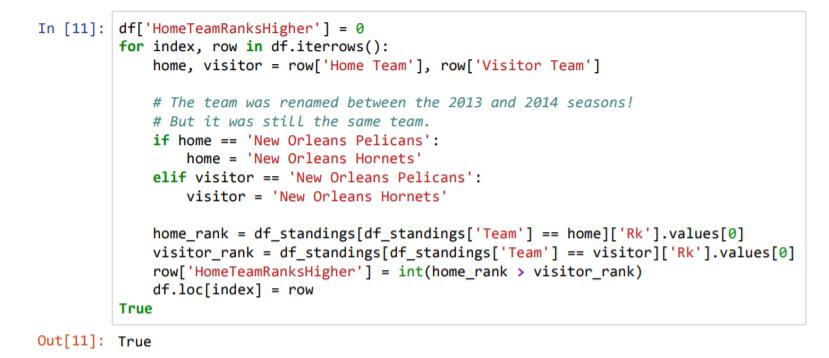 In [11]: df['HomeTeamRanksHigher'] = 0
for index, row in df.iterrows():
    home, visitor = row['Home Team'], row['Visitor Team']

    # The team was renamed between the 2013 and 2014 seasons!
    # But it was still the same team.
    if home == 'New Orleans Pelicans':
        home = 'New Orleans Hornets'
    elif visitor == 'New Orleans Pelicans':
        visitor = 'New Orleans Hornets'

    home_rank = df_standings[df_standings['Team'] == home]['Rk'].values[0]
    visitor_rank = df_standings[df_standings['Team'] == visitor]['Rk'].values[0]
    row['HomeTeamRanksHigher'] = int(home_rank > visitor_rank)
    df.loc[index] = row
True
Out[11]: True